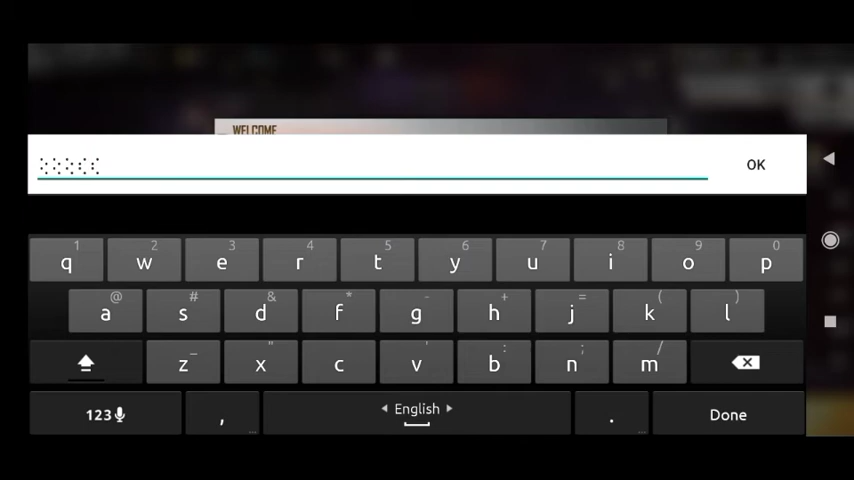 WELCOME
OK
1 2 3 4 5 6 7 8 9 0
q w e r t y u i o p
@ # & * - + = ( )
a s d f g h j k l
_ " ' : ; /
z x c v b n m
123 , English . Done